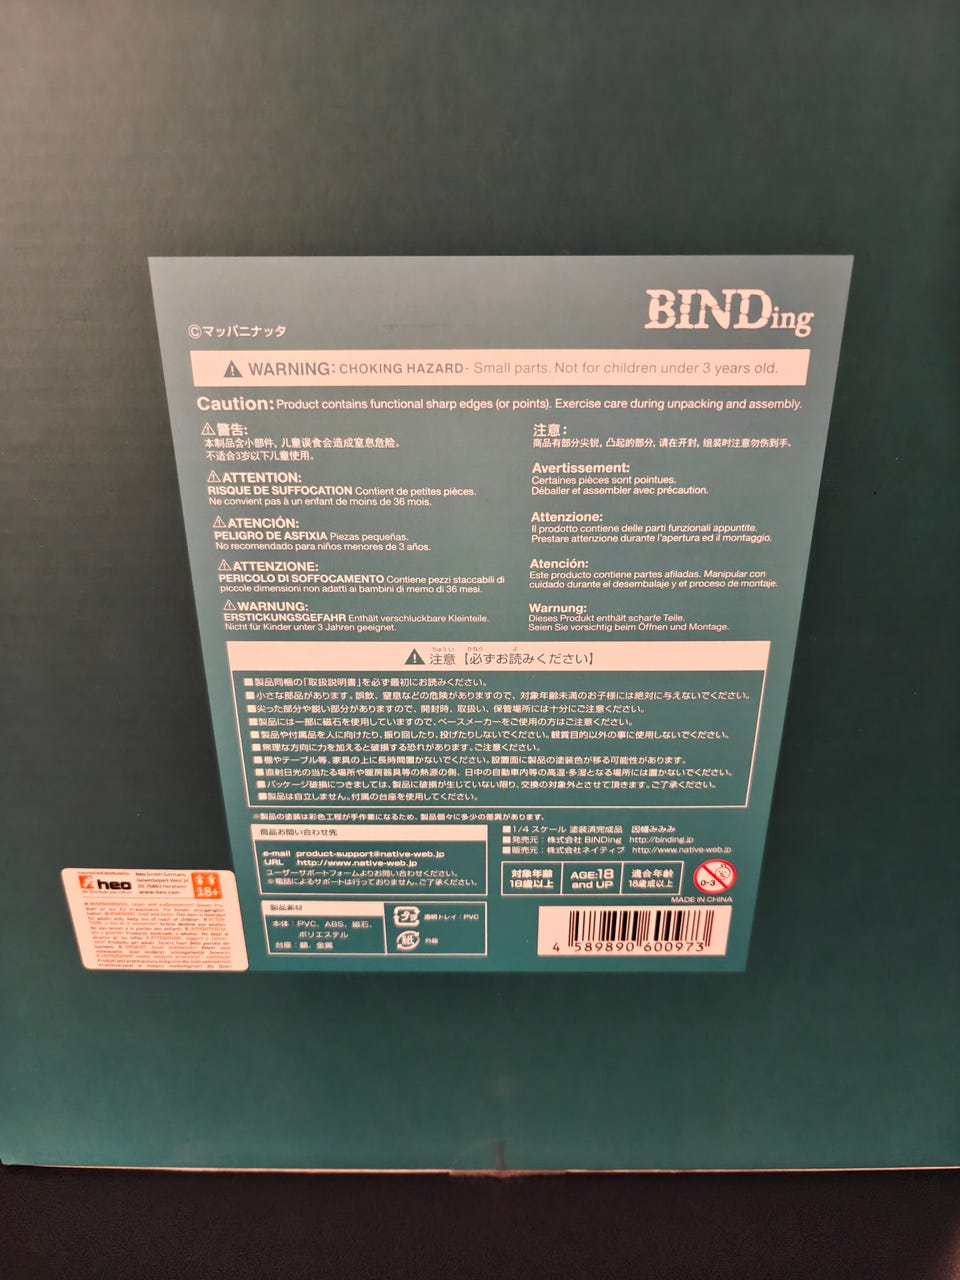 ©マッパニナッタ
BINDing
⚠ WARNING: CHOKING HAZARD- Small parts. Not for children under 3 years old.
Caution: Product contains functional sharp edges (or points). Exercise care during unpacking and assembly.
⚠警告:
本制品含小部件, 儿童误食会造成窒息危险。
不适合3岁以下儿童使用。
⚠ATTENTION:
RISQUE DE SUFFOCATION Contient de petites pièces.
Ne convient pas à un enfant de moins de 36 mois.
⚠ATENCIÓN:
PELIGRO DE ASFIXIA Piezas pequeñas.
No recomendado para niños menores de 3 años.
⚠ATTENZIONE:
PERICOLO DI SOFFOCAMENTO Contiene pezzi staccabili di
piccole dimensioni non adatti ai bambini di memo di 36 mesi.
⚠WARNUNG:
ERSTICKUNGSGEFAHR Enthält verschluckbare Kleinteile.
Nicht für Kinder unter 3 Jahren geeignet.
注意:
商品有部分尖锐, 凸起的部分, 请在开封, 组装时注意勿伤到手。
Avertissement:
Certaines pièces sont pointues.
Déballer et assembler avec précaution.
Attenzione:
Il prodotto contiene delle parti funzionali appuntite.
Prestare attenzione durante l'apertura ed il montaggio.
Atención:
Este producto contiene partes afiladas. Manipular con
cuidado durante el desembalaje y el proceso de montaje.
Warnung:
Dieses Produkt enthält scharfe Teile.
Seien Sie vorsichtig beim Öffnen und Montage.
⚠ 注意【必ずお読みください】
■製品同梱の「取扱説明書」を必ず最初にお読みください。
■小さな部品があります。誤飲、窒息などの危険がありますので、対象年齢未満のお子様には絶対に与えないでください。
■尖った部分や鋭い部分がありますので、開封時、取扱い、保管場所には十分にご注意ください。
■製品には一部に磁石を使用していますので、ペースメーカーをご使用の方はご注意ください。
■製品や付属品を人に向けたり、振り回したり、投げたりしないでください。観賞目的以外の事に使用しないでください。
■無理な方向に力を加えると破損する恐れがあります。ご注意ください。
■棚やテーブル等、家具の上に長時間置かないでください。設置面に製品の塗装色が移る可能性があります。
■直射日光の当たる場所や暖房器具等の熱源の側、日中の自動車内等の高温・多湿となる場所には置かないでください。
■パッケージ破損につきましては、製品に破損が生じていない限り、交換の対象外とさせて頂きます。ご了承ください。
■製品は自立しません。付属の台座を使用してください。
※製品の塗装は彩色工程が手作業になるため、製品個々に多少の差異があります。
商品お問い合わせ先
e-mail product-support@native-web.jp
URL http://www.native-web.jp
ユーザーサポートフォームよりお問い合わせください。
※電話によるサポートは行っておりません。ご了承ください。
■1/4 スケール 塗装済完成品 因幡みみみ
■発売元: 株式会社 BINDing http://binding.jp
■販売元: 株式会社ネイティブ http://www.native-web.jp
対象年齢
18歳以上
AGE:18
and UP
適合年齢
18歳或以上
0-3
MADE IN CHINA
製品素材
本体: PVC、ABS、磁石、
ポリエステル
台座: 鏡、金属
プラ
透明トレイ: PVC
紙
外箱
4 589890 600973
heo
heo GmbH Germany
www.heo.com
18+